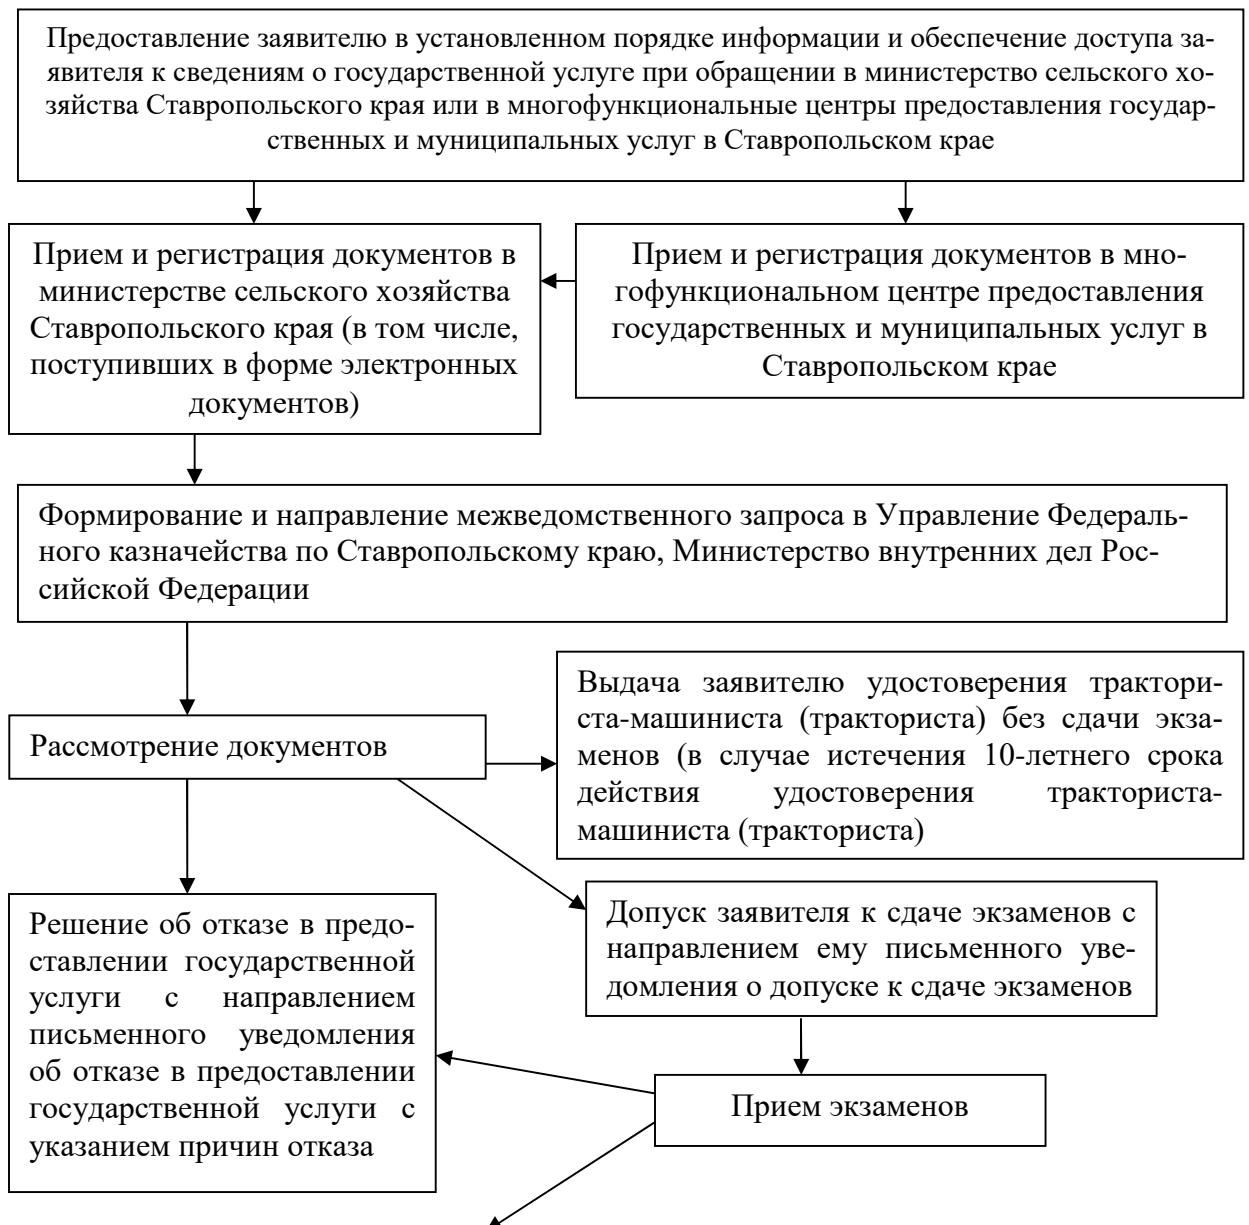 Предоставление заявителю в установленном порядке информации и обеспечение доступа за-
явителя к сведениям о государственной услуге при обращении в министерство сельского хо-
зяйства Ставропольского края или в многофункциональные центры предоставления государ-
ственных и муниципальных услуг в Ставропольском крае
Прием и регистрация документов в
министерстве сельского хозяйства
Ставропольского края (в том числе,
поступивших в форме электронных
документов)
Прием и регистрация документов в мно-
гофункциональном центре предоставления
государственных и муниципальных услуг в
Ставропольском крае
Формирование и направление межведомственного запроса в Управление Федераль-
ного казначейства по Ставропольскому краю, Министерство внутренних дел Рос-
сийской Федерации
Рассмотрение документов
Выдача заявителю удостоверения тракто­ри-
ста-машиниста (тракториста) без сдачи экза-
менов (в случае истечения 10-летнего срока
действия удостоверения тракториста-
машиниста (тракториста)
Решение об отказе в предо-
ставлении государственной
услуги с направлением
письменного уведомления
об отказе в предоставлении
государственной услуги с
указанием причин отказа
Допуск заявителя к сдаче экзаменов с
направлением ему письменного уве-
домления о допуске к сдаче экзаменов
Прием экзаменов